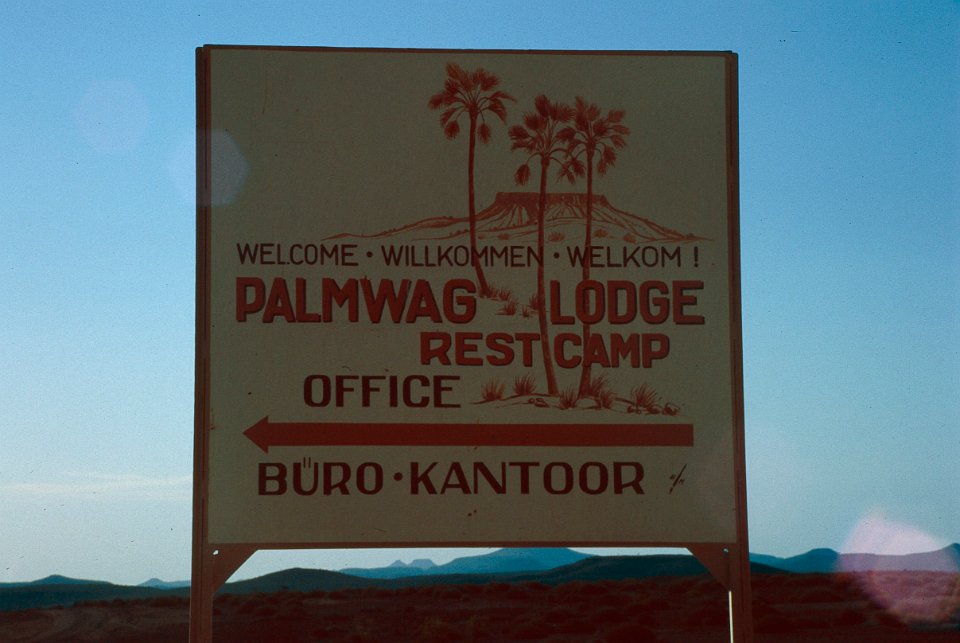 WELCOME · WILLKOMMEN · WELKOM !
PALMWAG LODGE
REST CAMP
OFFICE
BÜRO · KANTOOR